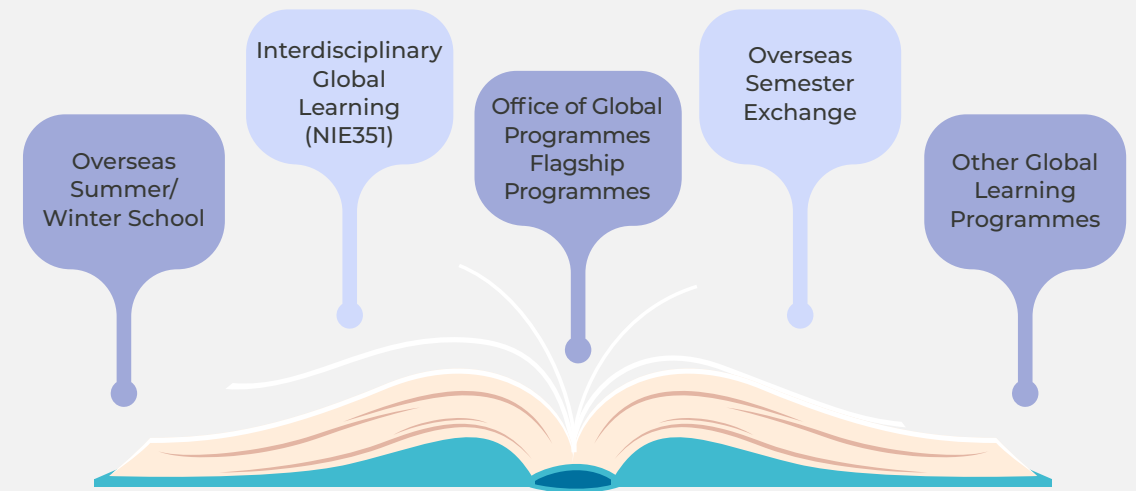 Overseas
Summer/
Winter School
Interdisciplinary
Global
Learning
(NIE351)
Office of Global
Programmes
Flagship
Programmes
Overseas
Semester
Exchange
Other Global
Learning
Programmes